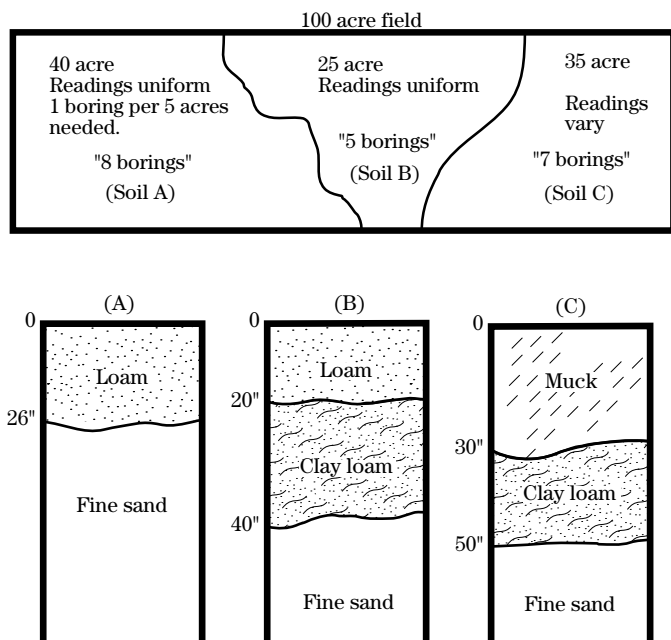 100 acre field
40 acre
Readings uniform
1 boring per 5 acres
needed.
"8 borings"
(Soil A)
25 acre
Readings uniform
"5 borings"
(Soil B)
35 acre
Readings
vary
"7 borings"
(Soil C)
(A)
0
Loam
26"
Fine sand
(B)
0
Loam
20"
Clay loam
40"
Fine sand
(C)
0
Muck
30"
Clay loam
50"
Fine sand